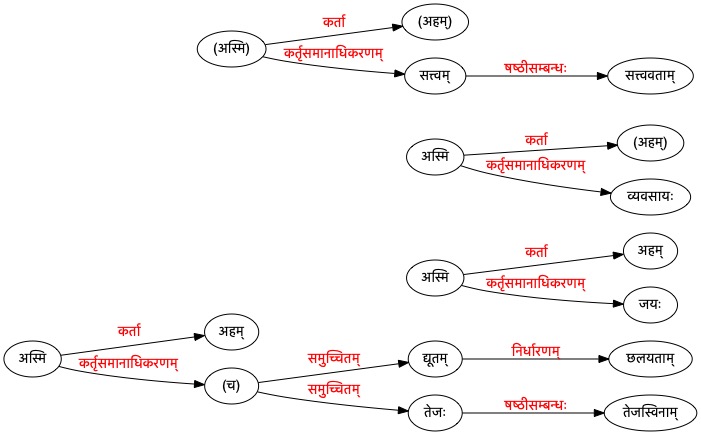 कर्ता
(अहम्)
(अस्मि)
कर्तृसमानाधिकरणम्
सत्त्वम्
षष्ठीसम्बन्धः
सत्त्ववताम्
कर्ता
(अहम्)
अस्मि
कर्तृसमानाधिकरणम्
व्यवसायः
कर्ता
अहम्
अस्मि
कर्तृसमानाधिकरणम्
जयः
कर्ता
अहम्
अस्मि
कर्तृसमानाधिकरणम्
(च)
समुच्चितम्
द्यूतम्
निर्धारणम्
छलयताम्
समुच्चितम्
तेजः
षष्ठीसम्बन्धः
तेजस्विनाम्